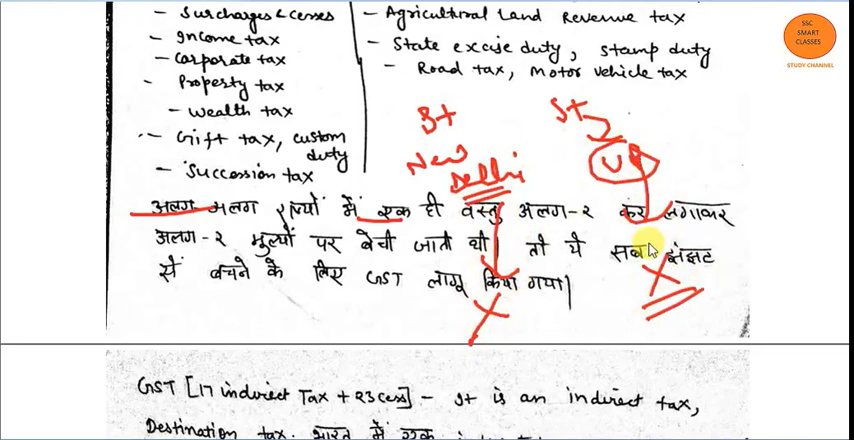 - Surcharges & cesses
- Income tax
- Corporate tax
- Property tax
- Wealth tax
- Gift tax, custom duty
- Succession tax
- Agricultural Land Revenue tax
- State excise duty, stamp duty
- Road tax, Motor vehicle tax
St
New
Delhi
St
UP
अलग अलग राज्यों में एक ही वस्तु अलग-२ कर लगाकर
अलग-२ मुल्यों पर बेची जाती थी। तो ये सब झंझट
से बचने के लिए GST लागू किया गया।
GST [17 indirect Tax + 23 Cess] - It is an indirect tax,
Destination tax. भारत में एक
SSC
SMART
CLASSES
STUDY CHANNEL